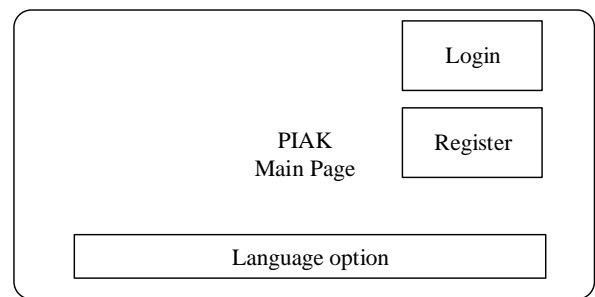 Login
PIAK
Main Page
Register
Language option